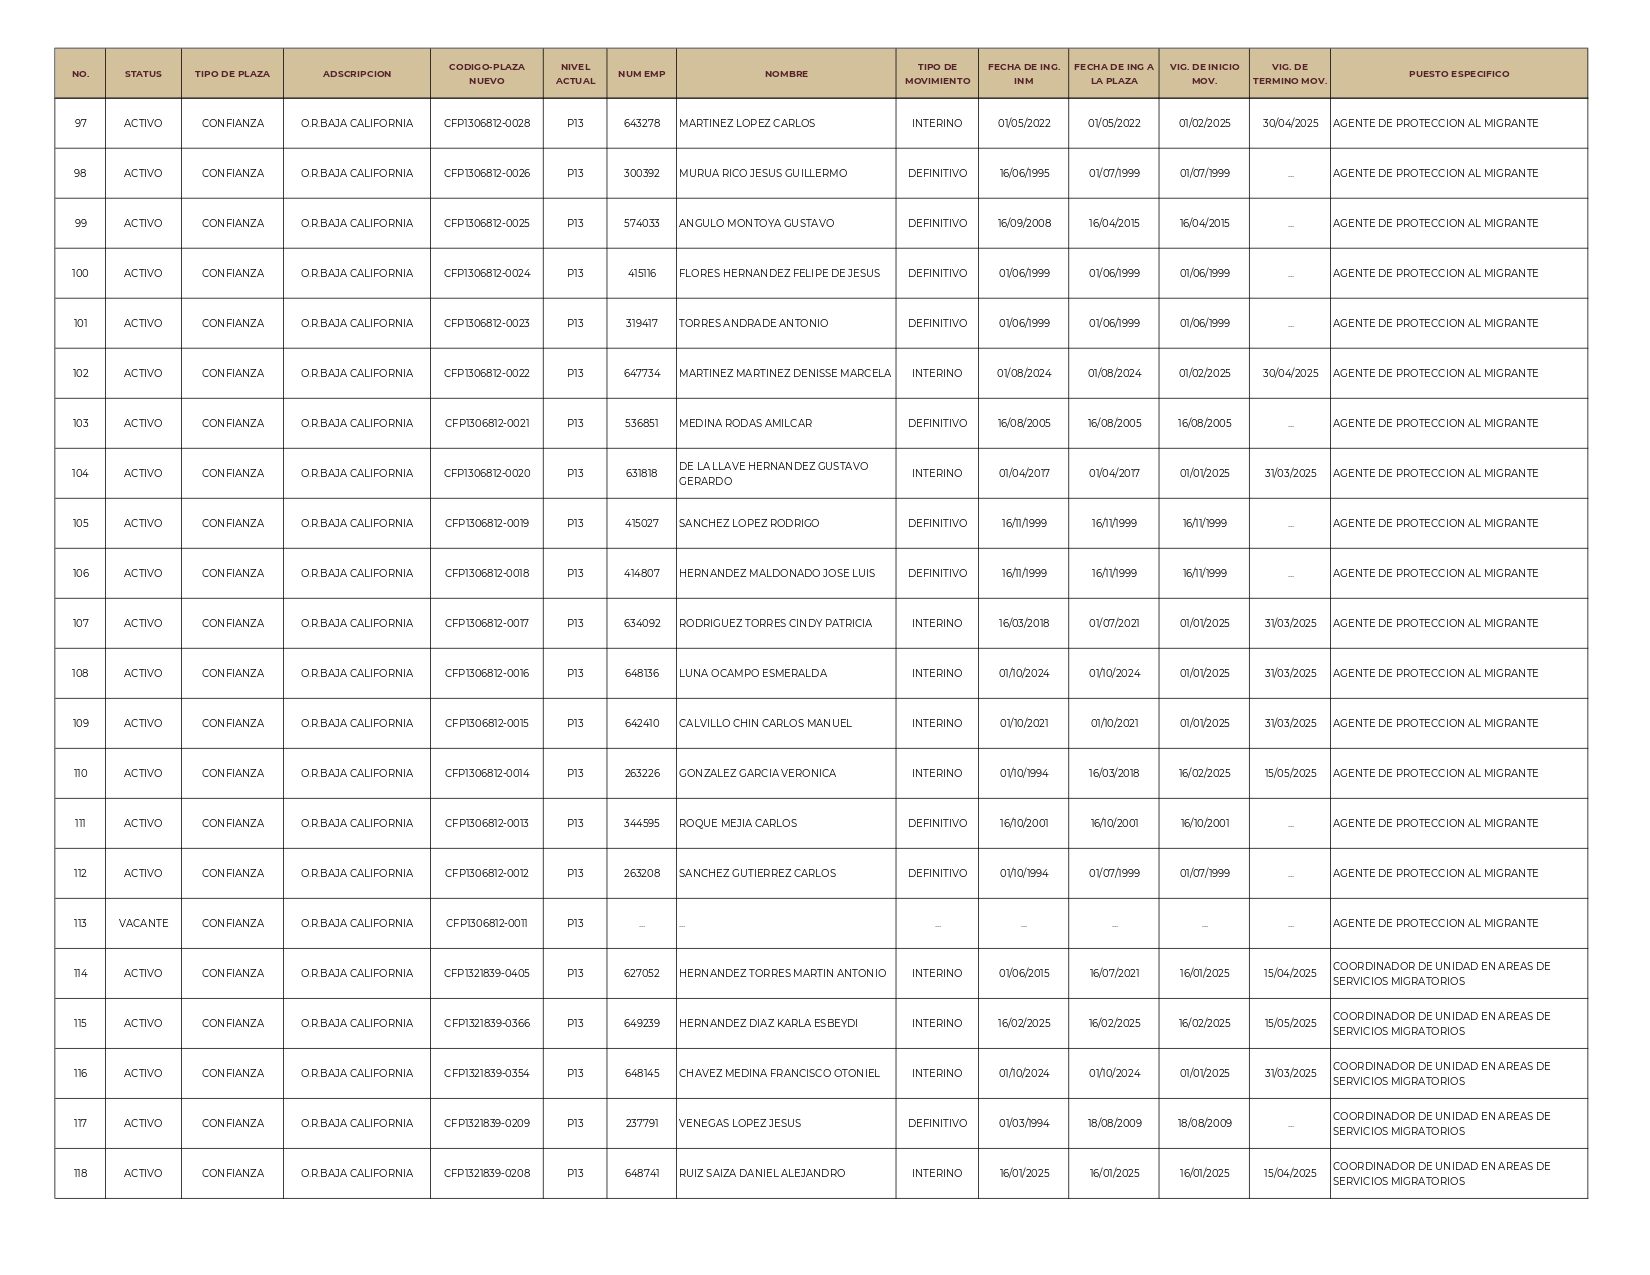 NO. STATUS TIPO DE PLAZA ADSCRIPCION CODIGO-PLAZA NUEVO NIVEL ACTUAL NUM EMP NOMBRE TIPO DE MOVIMIENTO FECHA DE ING. INM FECHA DE ING A LA PLAZA VIG. DE INICIO MOV. VIG. DE TERMINO MOV. PUESTO ESPECIFICO
97 ACTIVO CONFIANZA O.R.BAJA CALIFORNIA CFP1306812-0028 P13 643278 MARTINEZ LOPEZ CARLOS INTERINO 01/05/2022 01/05/2022 01/02/2025 30/04/2025 AGENTE DE PROTECCION AL MIGRANTE
98 ACTIVO CONFIANZA O.R.BAJA CALIFORNIA CFP1306812-0026 P13 300392 MURUA RICO JESUS GUILLERMO DEFINITIVO 16/06/1995 01/07/1999 01/07/1999 ... AGENTE DE PROTECCION AL MIGRANTE
99 ACTIVO CONFIANZA O.R.BAJA CALIFORNIA CFP1306812-0025 P13 574033 ANGULO MONTOYA GUSTAVO DEFINITIVO 16/09/2008 16/04/2015 16/04/2015 ... AGENTE DE PROTECCION AL MIGRANTE
100 ACTIVO CONFIANZA O.R.BAJA CALIFORNIA CFP1306812-0024 P13 415116 FLORES HERNANDEZ FELIPE DE JESUS DEFINITIVO 01/06/1999 01/06/1999 01/06/1999 ... AGENTE DE PROTECCION AL MIGRANTE
101 ACTIVO CONFIANZA O.R.BAJA CALIFORNIA CFP1306812-0023 P13 319417 TORRES ANDRADE ANTONIO DEFINITIVO 01/06/1999 01/06/1999 01/06/1999 ... AGENTE DE PROTECCION AL MIGRANTE
102 ACTIVO CONFIANZA O.R.BAJA CALIFORNIA CFP1306812-0022 P13 647734 MARTINEZ MARTINEZ DENISSE MARCELA INTERINO 01/08/2024 01/08/2024 01/02/2025 30/04/2025 AGENTE DE PROTECCION AL MIGRANTE
103 ACTIVO CONFIANZA O.R.BAJA CALIFORNIA CFP1306812-0021 P13 536851 MEDINA RODAS AMILCAR DEFINITIVO 16/08/2005 16/08/2005 16/08/2005 ... AGENTE DE PROTECCION AL MIGRANTE
104 ACTIVO CONFIANZA O.R.BAJA CALIFORNIA CFP1306812-0020 P13 631818 DE LA LLAVE HERNANDEZ GUSTAVO GERARDO INTERINO 01/04/2017 01/04/2017 01/01/2025 31/03/2025 AGENTE DE PROTECCION AL MIGRANTE
105 ACTIVO CONFIANZA O.R.BAJA CALIFORNIA CFP1306812-0019 P13 415027 SANCHEZ LOPEZ RODRIGO DEFINITIVO 16/11/1999 16/11/1999 16/11/1999 ... AGENTE DE PROTECCION AL MIGRANTE
106 ACTIVO CONFIANZA O.R.BAJA CALIFORNIA CFP1306812-0018 P13 414807 HERNANDEZ MALDONADO JOSE LUIS DEFINITIVO 16/11/1999 16/11/1999 16/11/1999 ... AGENTE DE PROTECCION AL MIGRANTE
107 ACTIVO CONFIANZA O.R.BAJA CALIFORNIA CFP1306812-0017 P13 634092 RODRIGUEZ TORRES CINDY PATRICIA INTERINO 16/03/2018 01/07/2021 01/01/2025 31/03/2025 AGENTE DE PROTECCION AL MIGRANTE
108 ACTIVO CONFIANZA O.R.BAJA CALIFORNIA CFP1306812-0016 P13 648136 LUNA OCAMPO ESMERALDA INTERINO 01/10/2024 01/10/2024 01/01/2025 31/03/2025 AGENTE DE PROTECCION AL MIGRANTE
109 ACTIVO CONFIANZA O.R.BAJA CALIFORNIA CFP1306812-0015 P13 642410 CALVILLO CHIN CARLOS MANUEL INTERINO 01/10/2021 01/10/2021 01/01/2025 31/03/2025 AGENTE DE PROTECCION AL MIGRANTE
110 ACTIVO CONFIANZA O.R.BAJA CALIFORNIA CFP1306812-0014 P13 263226 GONZALEZ GARCIA VERONICA INTERINO 01/10/1994 16/03/2018 16/02/2025 15/05/2025 AGENTE DE PROTECCION AL MIGRANTE
111 ACTIVO CONFIANZA O.R.BAJA CALIFORNIA CFP1306812-0013 P13 344595 ROQUE MEJIA CARLOS DEFINITIVO 16/10/2001 16/10/2001 16/10/2001 ... AGENTE DE PROTECCION AL MIGRANTE
112 ACTIVO CONFIANZA O.R.BAJA CALIFORNIA CFP1306812-0012 P13 263208 SANCHEZ GUTIERREZ CARLOS DEFINITIVO 01/10/1994 01/07/1999 01/07/1999 ... AGENTE DE PROTECCION AL MIGRANTE
113 VACANTE CONFIANZA O.R.BAJA CALIFORNIA CFP1306812-0011 P13 ... ... ... ... ... ... ... AGENTE DE PROTECCION AL MIGRANTE
114 ACTIVO CONFIANZA O.R.BAJA CALIFORNIA CFP1321839-0405 P13 627052 HERNANDEZ TORRES MARTIN ANTONIO INTERINO 01/06/2015 16/07/2021 16/01/2025 15/04/2025 COORDINADOR DE UNIDAD EN AREAS DE SERVICIOS MIGRATORIOS
115 ACTIVO CONFIANZA O.R.BAJA CALIFORNIA CFP1321839-0366 P13 649239 HERNANDEZ DIAZ KARLA ESBEYDI INTERINO 16/02/2025 16/02/2025 16/02/2025 15/05/2025 COORDINADOR DE UNIDAD EN AREAS DE SERVICIOS MIGRATORIOS
116 ACTIVO CONFIANZA O.R.BAJA CALIFORNIA CFP1321839-0354 P13 648145 CHAVEZ MEDINA FRANCISCO OTONIEL INTERINO 01/10/2024 01/10/2024 01/01/2025 31/03/2025 COORDINADOR DE UNIDAD EN AREAS DE SERVICIOS MIGRATORIOS
117 ACTIVO CONFIANZA O.R.BAJA CALIFORNIA CFP1321839-0209 P13 237791 VENEGAS LOPEZ JESUS DEFINITIVO 01/03/1994 18/08/2009 18/08/2009 ... COORDINADOR DE UNIDAD EN AREAS DE SERVICIOS MIGRATORIOS
118 ACTIVO CONFIANZA O.R.BAJA CALIFORNIA CFP1321839-0208 P13 648741 RUIZ SAIZA DANIEL ALEJANDRO INTERINO 16/01/2025 16/01/2025 16/01/2025 15/04/2025 COORDINADOR DE UNIDAD EN AREAS DE SERVICIOS MIGRATORIOS